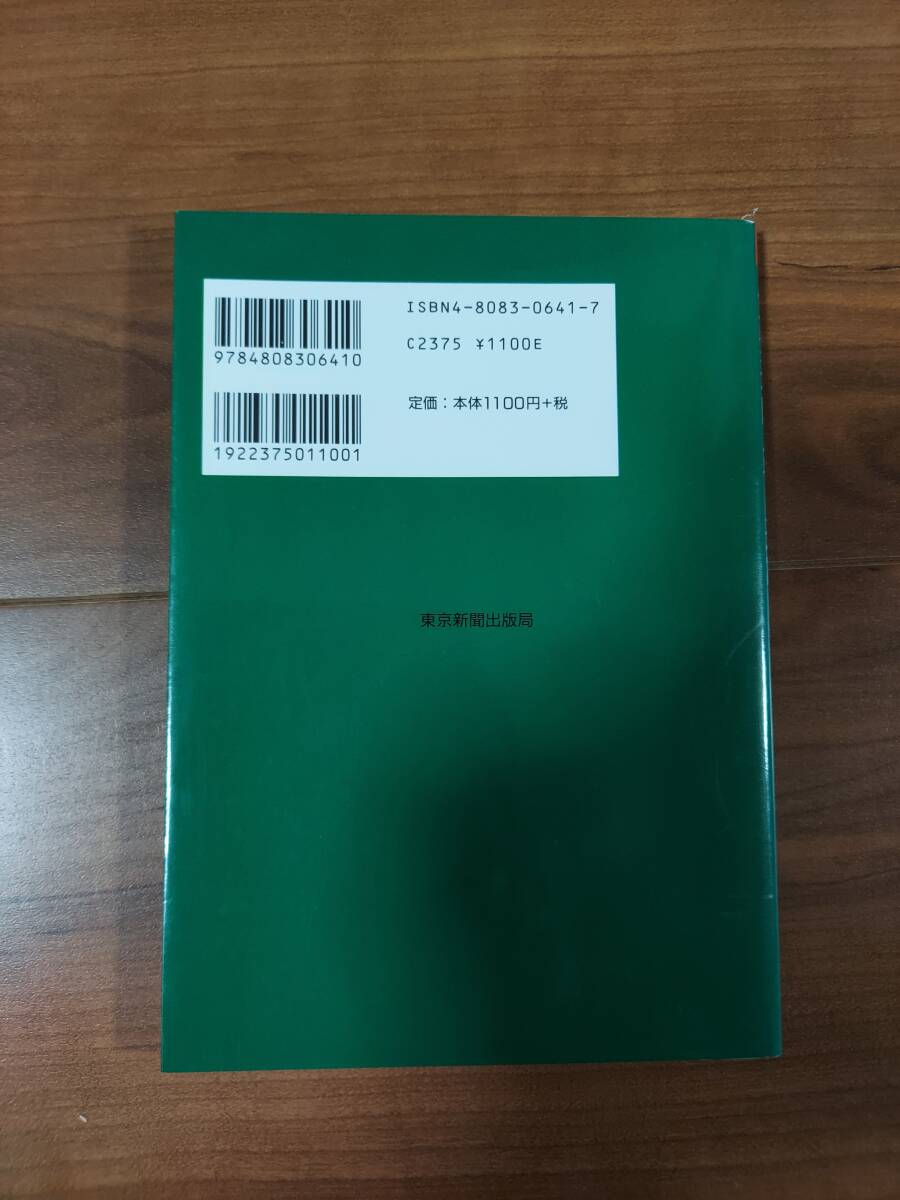 ISBN4-8083-0641-7
9784808306410
C2375 ¥1100E
定価：本体1100円+税
1922375011001
東京新聞出版局